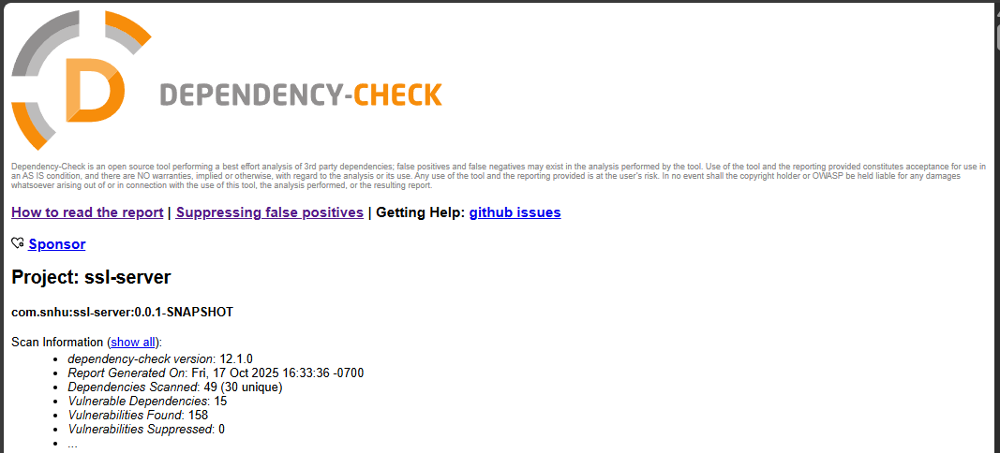 DEPENDENCY-CHECK
Dependency-Check is an open source tool performing a best effort analysis of 3rd party dependencies; false positives and false negatives may exist in the analysis performed by the tool. Use of the tool and the reporting provided constitutes acceptance for use in
an AS IS condition, and there are NO warranties, implied or otherwise, with regard to the analysis or its use. Any use of the tool and the reporting provided is at the user's risk. In no event shall the copyright holder or OWASP be held liable for any damages
whatsoever arising out of or in connection with the use of this tool, the analysis performed, or the resulting report.
How to read the report | Suppressing false positives | Getting Help: github issues
Sponsor
Project: ssl-server
com.snhu:ssl-server:0.0.1-SNAPSHOT
Scan Information (show all):
• dependency-check version: 12.1.0
• Report Generated On: Fri, 17 Oct 2025 16:33:36 -0700
• Dependencies Scanned: 49 (30 unique)
• Vulnerable Dependencies: 15
• Vulnerabilities Found: 158
• Vulnerabilities Suppressed: 0
• ...